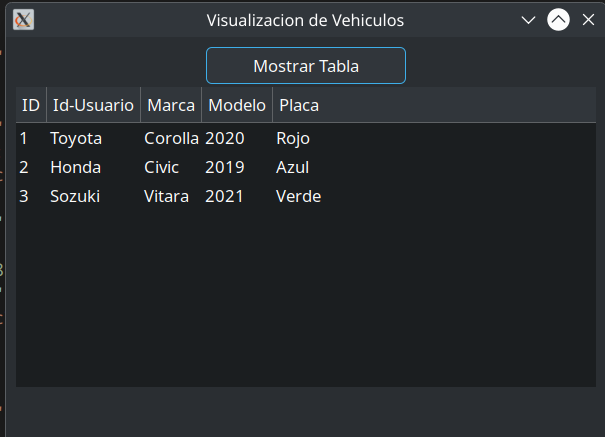 Visualizacion de Vehiculos
Mostrar Tabla
ID Id-Usuario Marca Modelo Placa
1 Toyota Corolla 2020 Rojo
2 Honda Civic 2019 Azul
3 Sozuki Vitara 2021 Verde